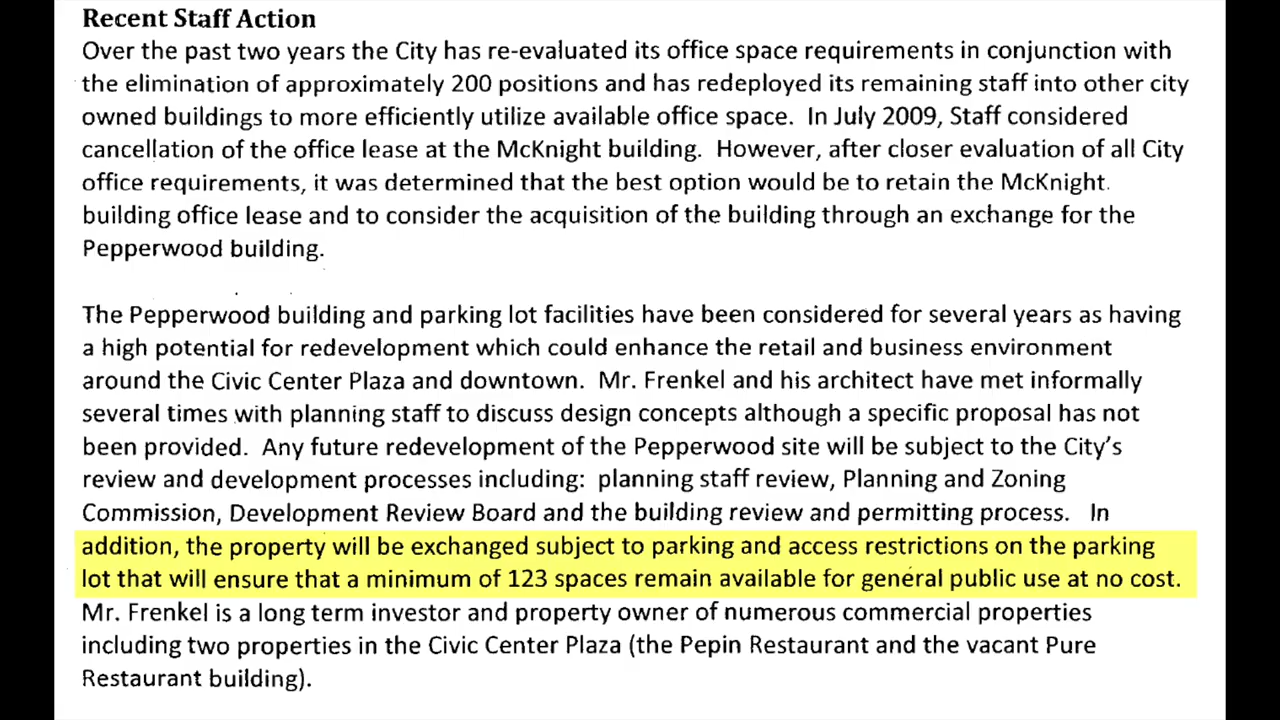 Recent Staff Action
Over the past two years the City has re-evaluated its office space requirements in conjunction with
the elimination of approximately 200 positions and has redeployed its remaining staff into other city
owned buildings to more efficiently utilize available office space.  In July 2009, Staff considered
cancellation of the office lease at the McKnight building.  However, after closer evaluation of all City
office requirements, it was determined that the best option would be to retain the McKnight
building office lease and to consider the acquisition of the building through an exchange for the
Pepperwood building.
The Pepperwood building and parking lot facilities have been considered for several years as having
a high potential for redevelopment which could enhance the retail and business environment
around the Civic Center Plaza and downtown.  Mr. Frenkel and his architect have met informally
several times with planning staff to discuss design concepts although a specific proposal has not
been provided.  Any future redevelopment of the Pepperwood site will be subject to the City's
review and development processes including:  planning staff review, Planning and Zoning
Commission, Development Review Board and the building review and permitting process.   In
addition, the property will be exchanged subject to parking and access restrictions on the parking
lot that will ensure that a minimum of 123 spaces remain available for general public use at no cost.
Mr. Frenkel is a long term investor and property owner of numerous commercial properties
including two properties in the Civic Center Plaza (the Pepin Restaurant and the vacant Pure
Restaurant building).